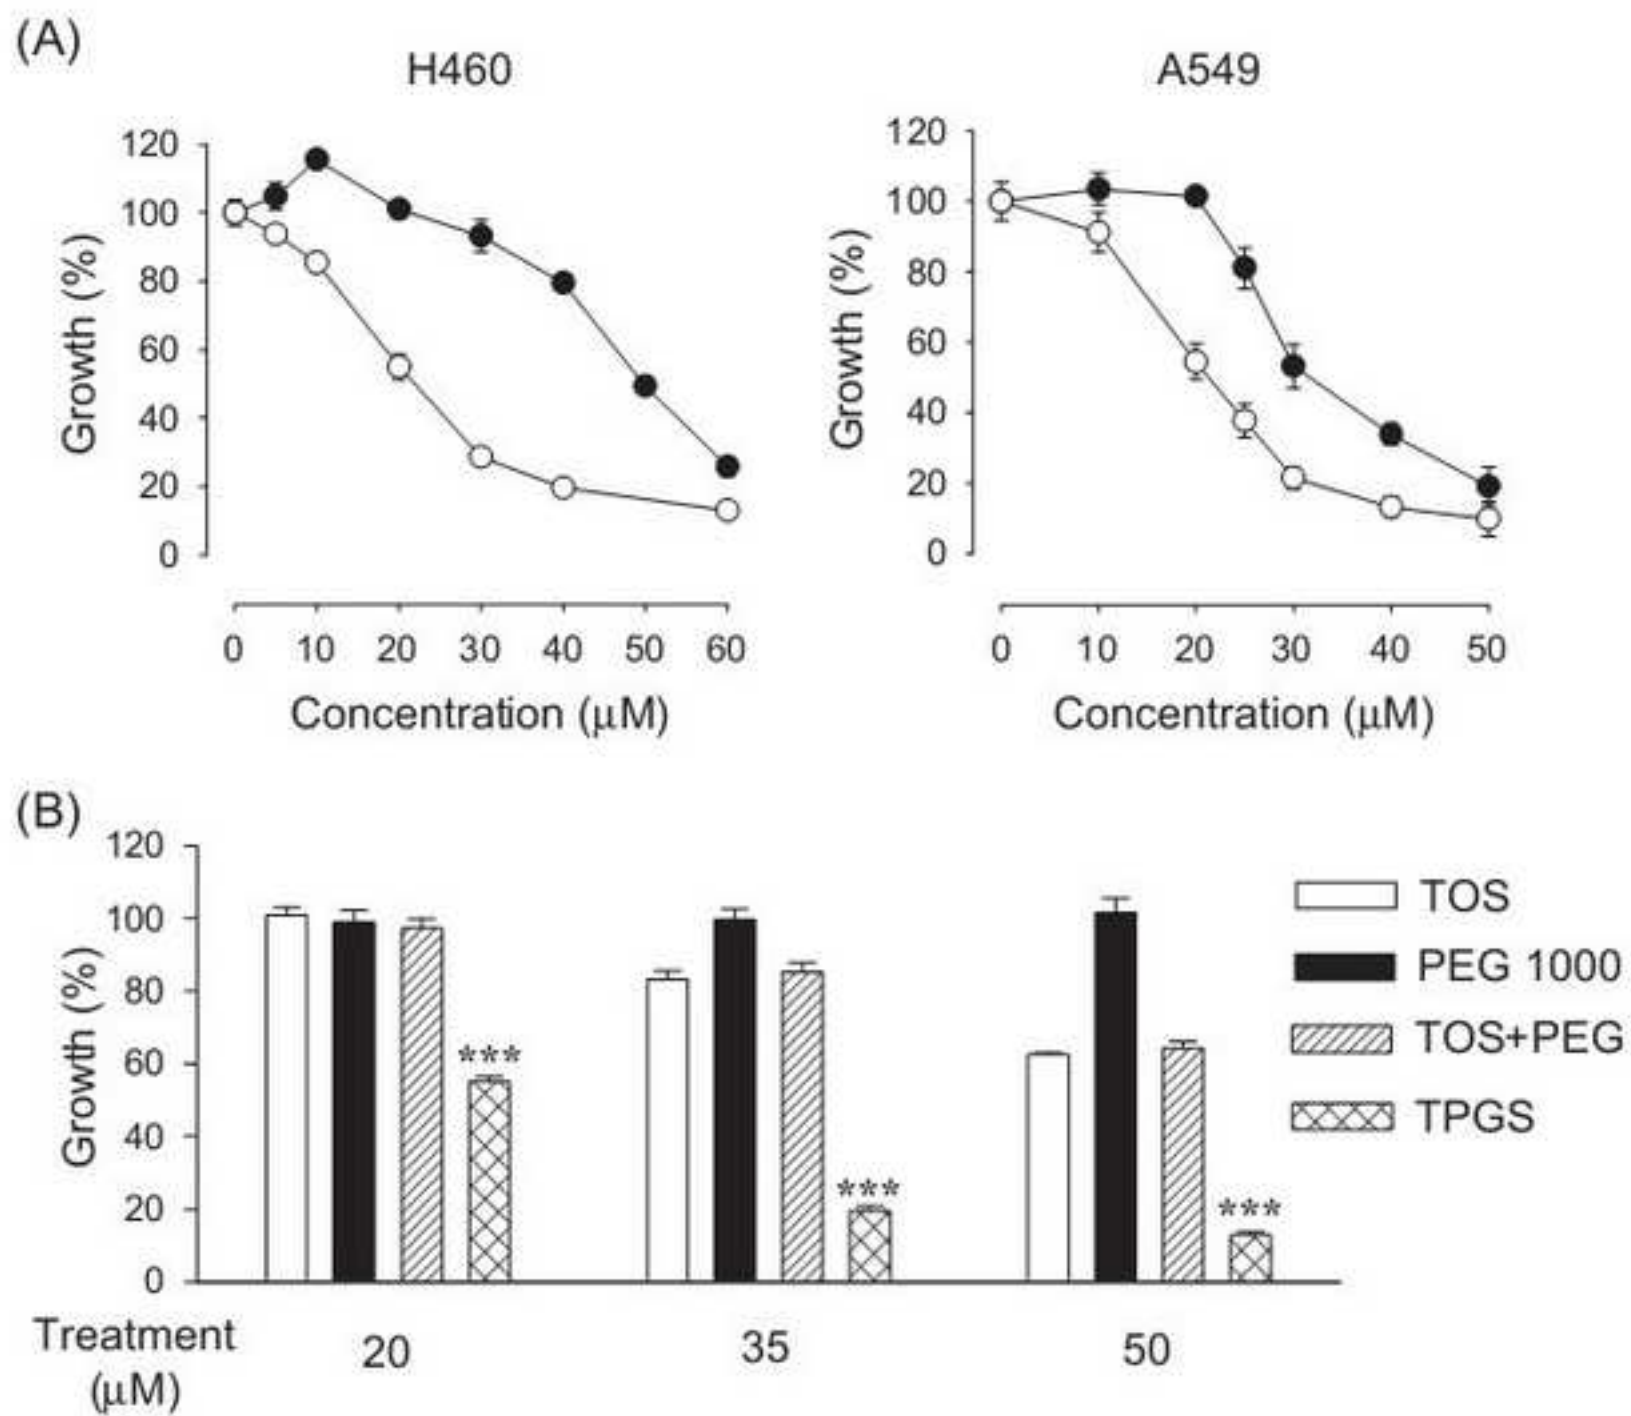 (A)
H460
A549
120
100
80
60
40
20
0
Growth (%)
0 10 20 30 40 50 60
Concentration (μM)
120
100
80
60
40
20
0
Growth (%)
0 10 20 30 40 50
Concentration (μM)
(B)
120
100
80
60
40
20
0
Growth (%)
***
***
***
TOS
PEG 1000
TOS+PEG
TPGS
Treatment
(μM)
20 35 50